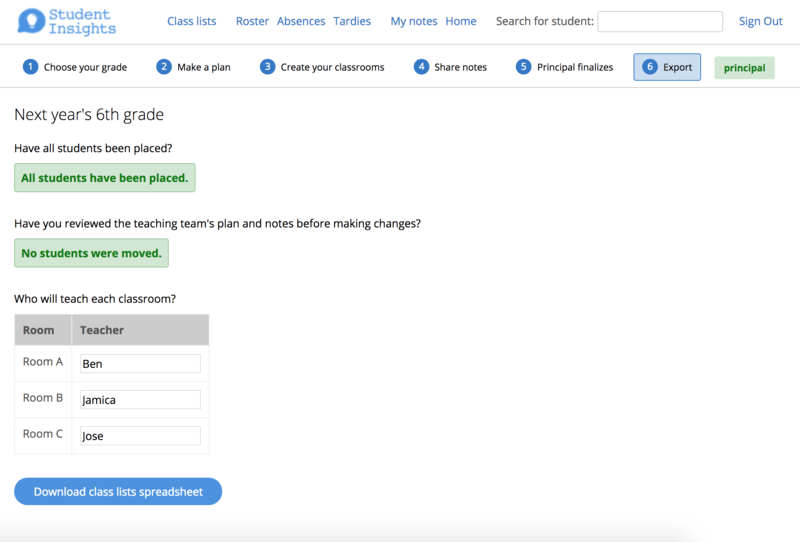 Student Insights
Class lists Roster Absences Tardies My notes Home Search for student: Sign Out
1 Choose your grade 2 Make a plan 3 Create your classrooms 4 Share notes 5 Principal finalizes 6 Export principal
Next year's 6th grade
Have all students been placed?
All students have been placed.
Have you reviewed the teaching team's plan and notes before making changes?
No students were moved.
Who will teach each classroom?
Room Teacher
Room A Ben
Room B Jamica
Room C Jose
Download class lists spreadsheet